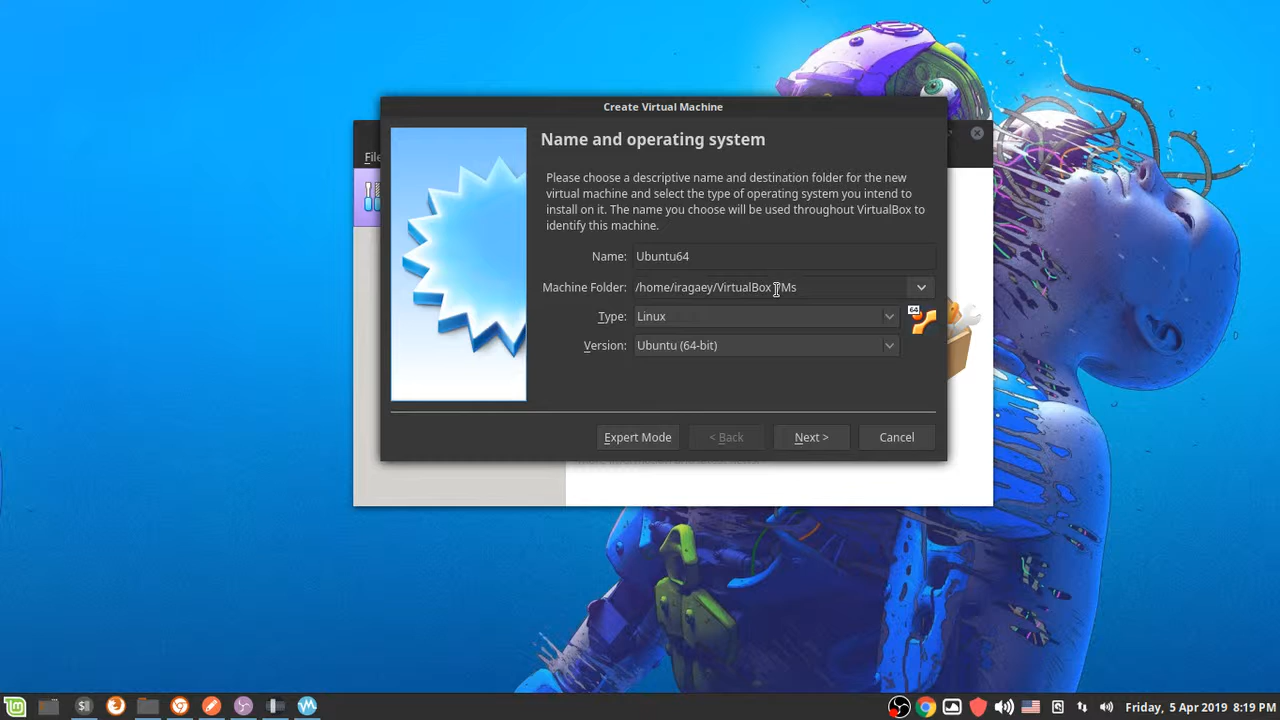 Create Virtual Machine
File
Name and operating system
Please choose a descriptive name and destination folder for the new
virtual machine and select the type of operating system you intend to
install on it. The name you choose will be used throughout VirtualBox to
identify this machine.
Name: Ubuntu64
Machine Folder: /home/iragaey/VirtualBox VMs
Type: Linux
64
Version: Ubuntu (64-bit)
Expert Mode < Back Next > Cancel
Friday, 5 Apr 2019 8:19 PM